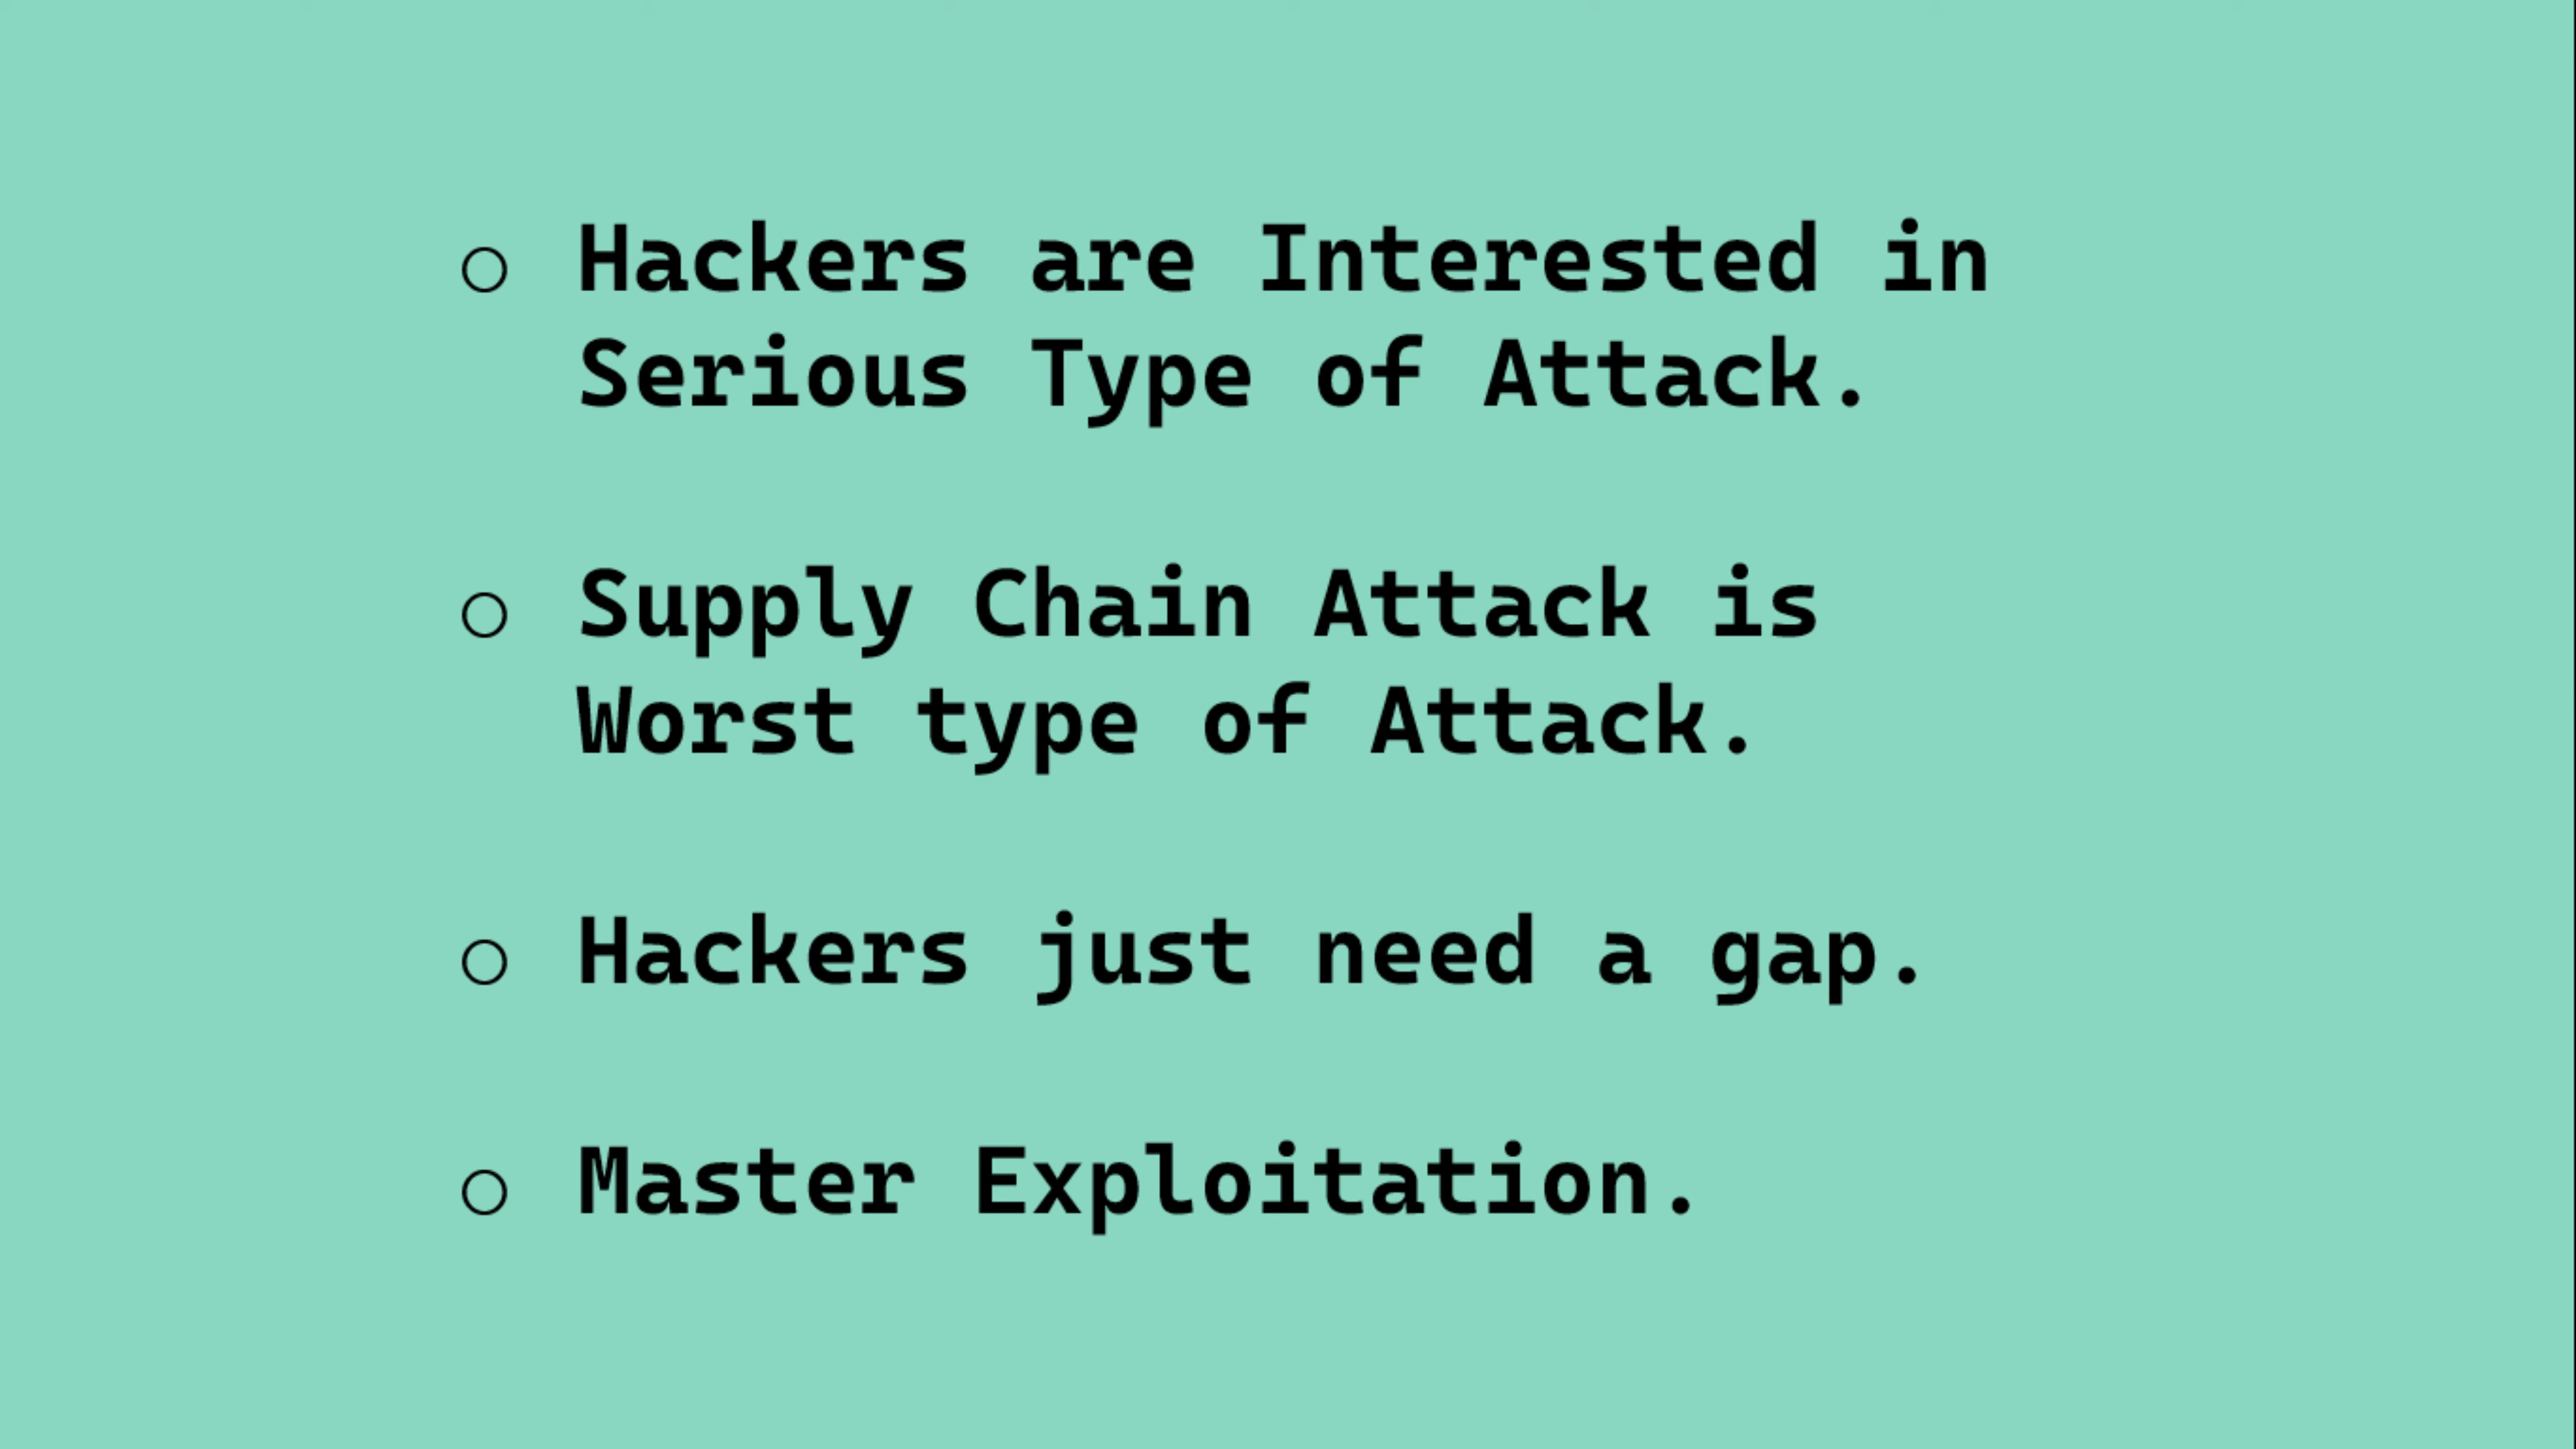 ○ Hackers are Interested in
Serious Type of Attack.
○ Supply Chain Attack is
Worst type of Attack.
○ Hackers just need a gap.
○ Master Exploitation.